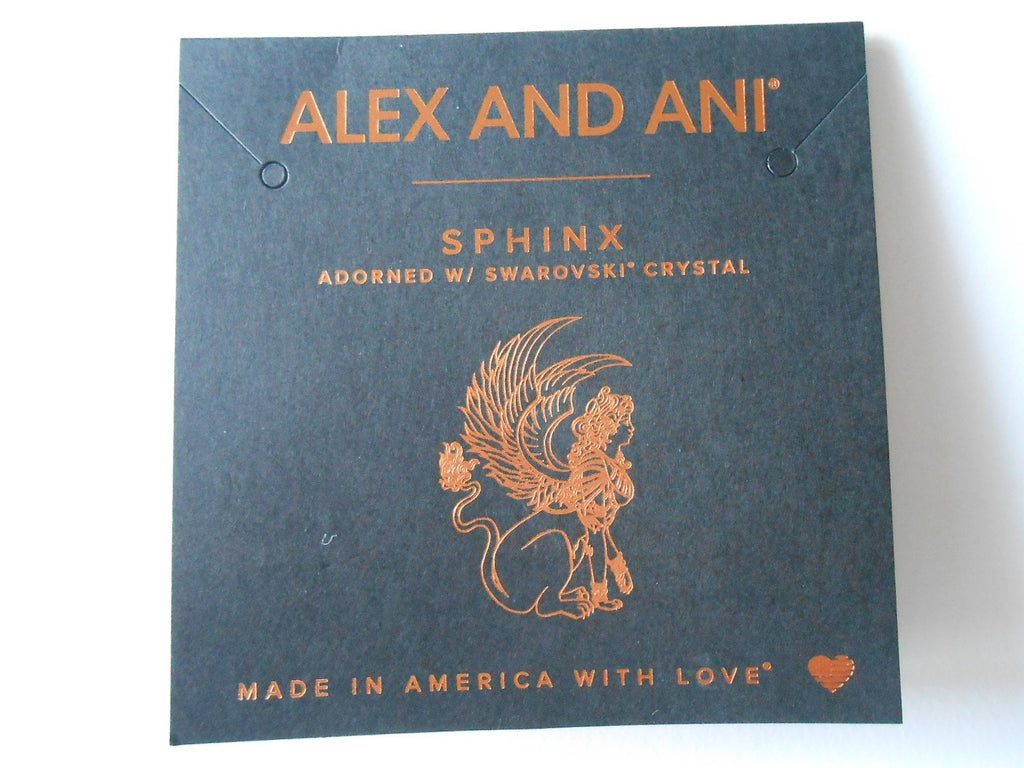 ALEX AND ANI®
SPHINX
ADORNED W/ SWAROVSKI® CRYSTAL
MADE IN AMERICA WITH LOVE®